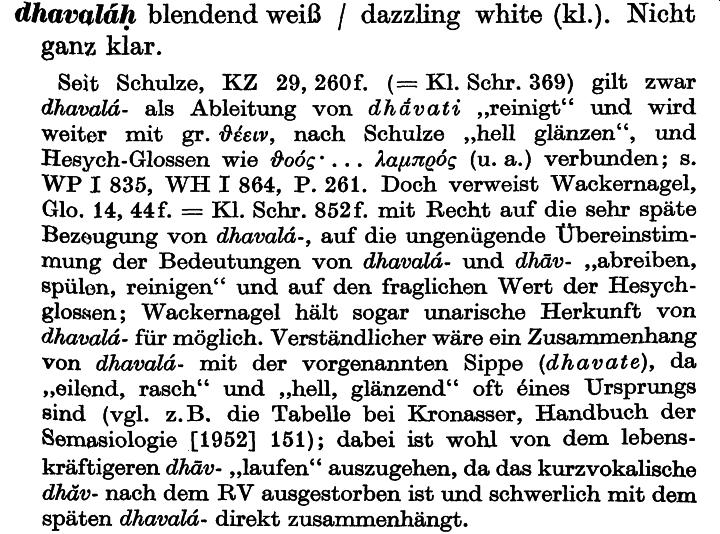 dhavaláḥ blendend weiß / dazzling white (kl.). Nicht
ganz klar.
Seit Schulze, KZ 29, 260f. (= Kl. Schr. 369) gilt zwar
dhavalá- als Ableitung von dhā́vati „reinigt“ und wird
weiter mit gr. θέειν, nach Schulze „hell glänzen“, und
Hesych-Glossen wie θοός· ... λαμπρός (u. a.) verbunden; s.
WP I 835, WH I 864, P. 261. Doch verweist Wackernagel,
Glo. 14, 44f. = Kl. Schr. 852f. mit Recht auf die sehr späte
Bezeugung von dhavalá-, auf die ungenügende Übereinstim-
mung der Bedeutungen von dhavalá- und dhāv- „abreiben,
spülen, reinigen“ und auf den fraglichen Wert der Hesych-
glossen; Wackernagel hält sogar unarische Herkunft von
dhavalá- für möglich. Verständlicher wäre ein Zusammenhang
von dhavalá- mit der vorgenannten Sippe (dhavate), da
„eilend, rasch“ und „hell, glänzend“ oft éines Ursprungs
sind (vgl. z. B. die Tabelle bei Kronasser, Handbuch der
Semasiologie [1952] 151); dabei ist wohl von dem lebens-
kräftigeren dhāv- „laufen“ auszugehen, da das kurzvokalische
dhăv- nach dem RV ausgestorben ist und schwerlich mit dem
späten dhavalá- direkt zusammenhängt.